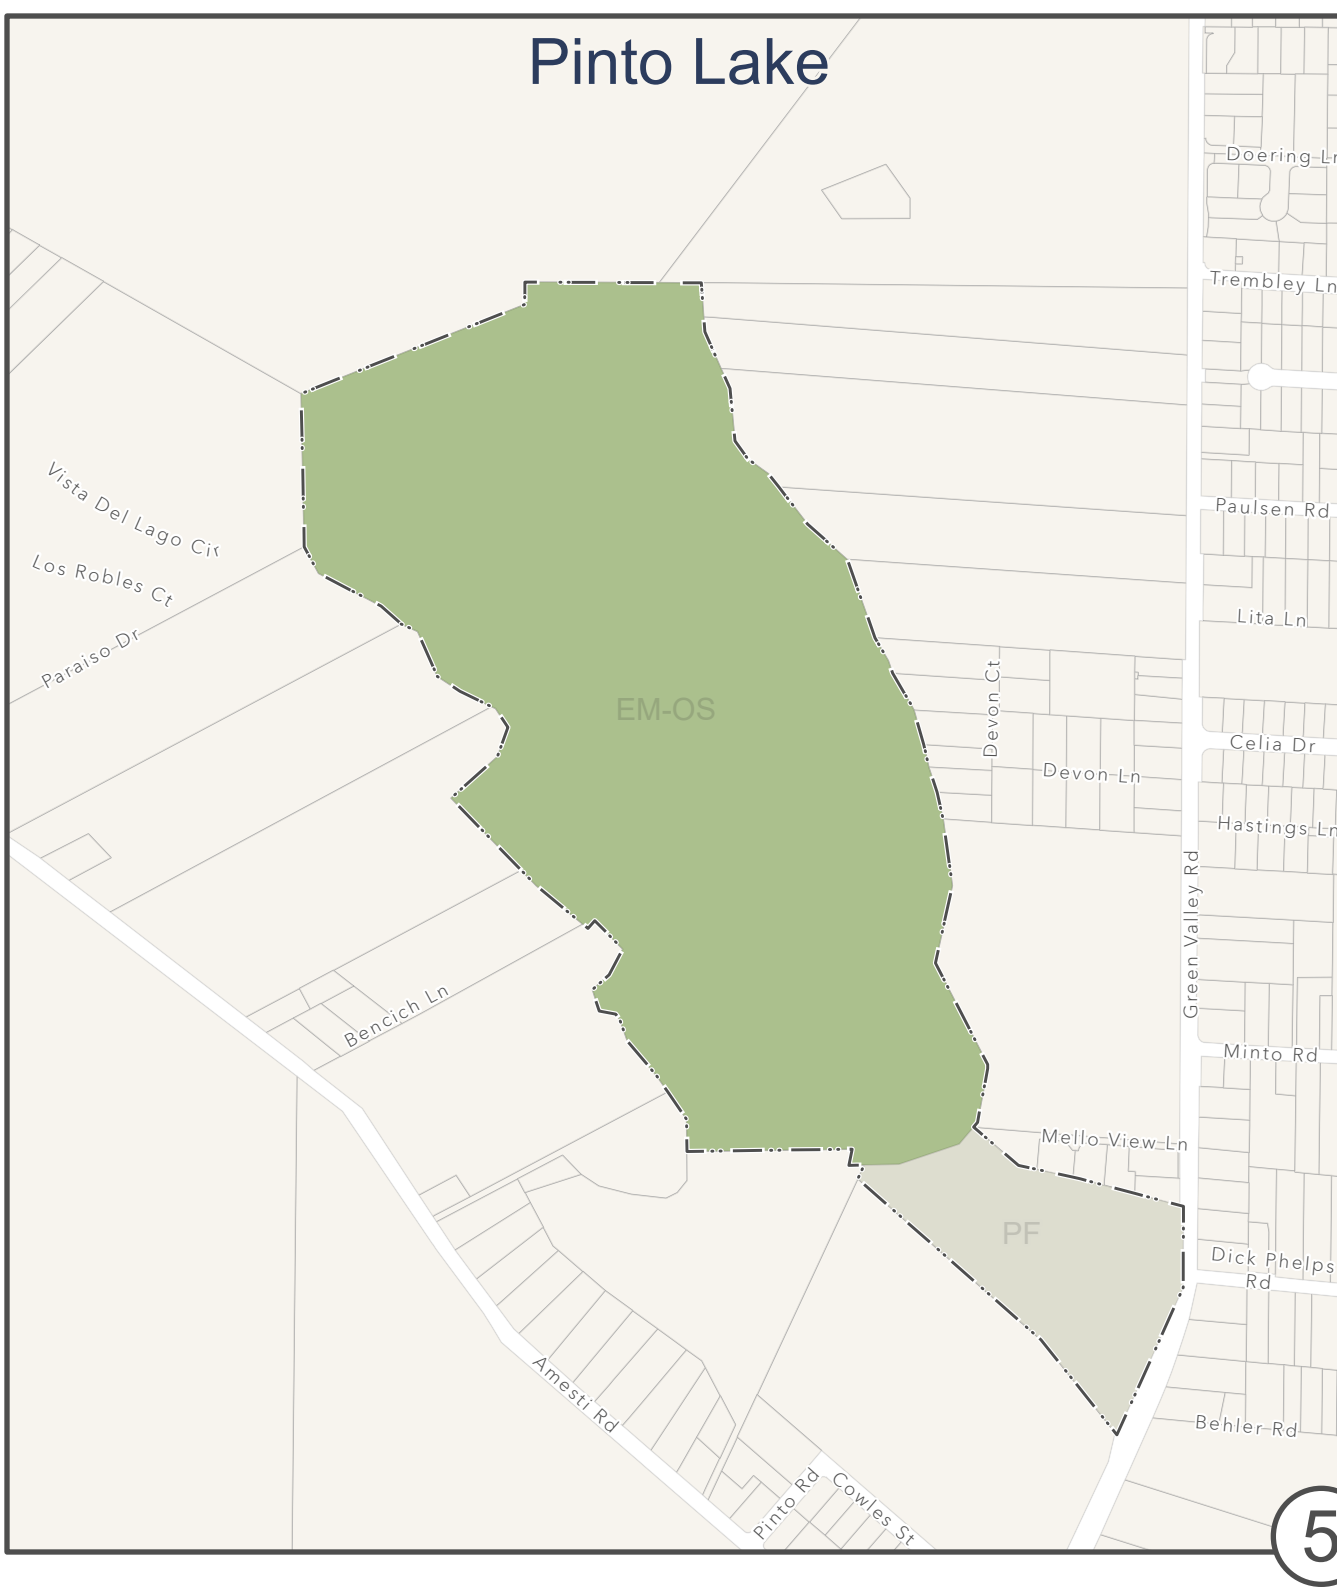 Pinto Lake
Doering Ln
Trembley Ln
Vista Del Lago Cir
Paulsen Rd
Los Robles Ct
Lita Ln
Paraiso Dr
Devon Ct
EM-OS
Celia Dr
Devon Ln
Hastings Ln
Green Valley Rd
Bencich Ln
Minto Rd
Mello View Ln
PF
Dick Phelps
Rd
Amesti Rd
Behler Rd
Pinto Rd
Cowles St
5